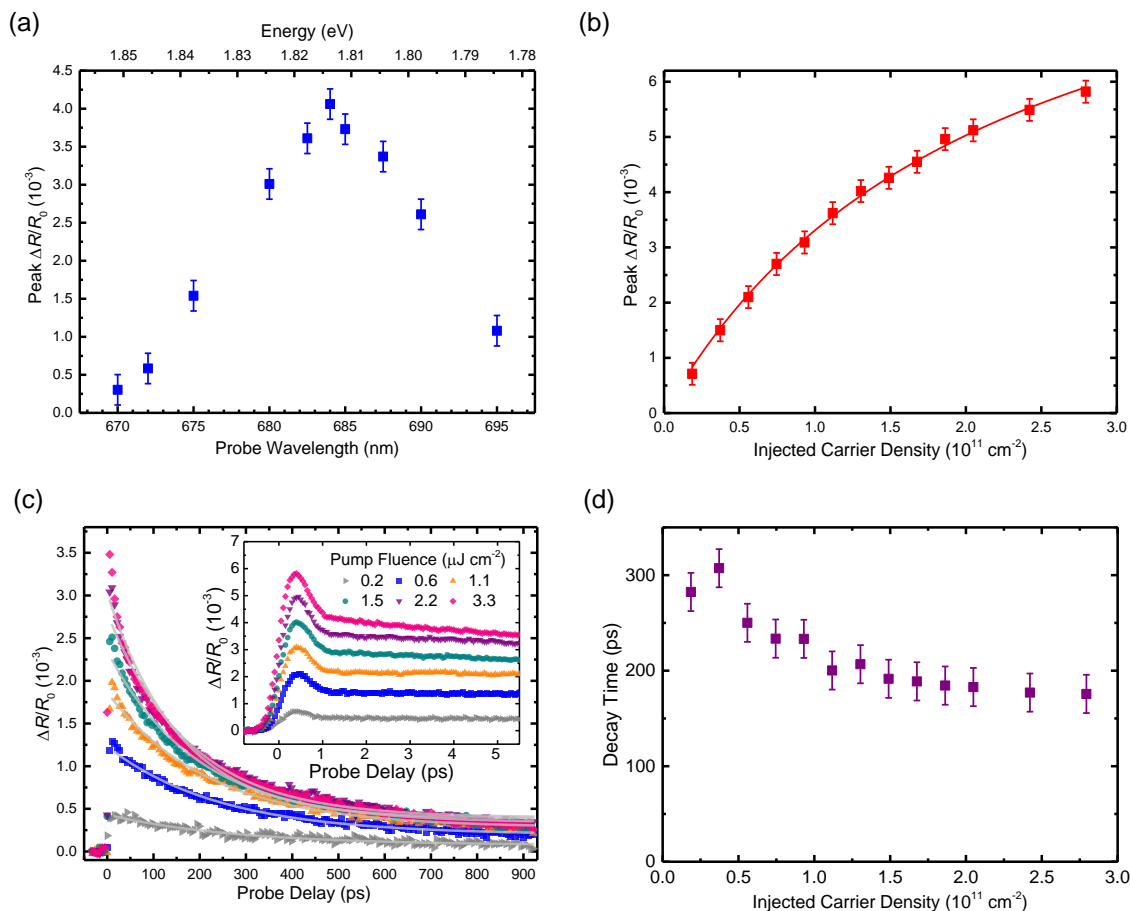 (a)
Energy (eV)
1.85 1.84 1.83 1.82 1.81 1.80 1.79 1.78
4.5
4.0
3.5
3.0
2.5
2.0
1.5
1.0
0.5
0.0
Peak ΔR/R₀ (10⁻³)
670 675 680 685 690 695
Probe Wavelength (nm)
(b)
6
5
4
3
2
1
0
Peak ΔR/R₀ (10⁻³)
0.0 0.5 1.0 1.5 2.0 2.5 3.0
Injected Carrier Density (10¹¹ cm⁻²)
(c)
3.5
3.0
2.5
2.0
1.5
1.0
0.5
0.0
ΔR/R₀ (10⁻³)
0 100 200 300 400 500 600 700 800 900
Probe Delay (ps)
7
6
5
4
3
2
1
0
ΔR/R₀ (10⁻³)
Pump Fluence (μJ cm⁻²)
0.2 0.6 1.1
1.5 2.2 3.3
0 1 2 3 4 5
Probe Delay (ps)
(d)
300
200
100
0
Decay Time (ps)
0.0 0.5 1.0 1.5 2.0 2.5 3.0
Injected Carrier Density (10¹¹ cm⁻²)